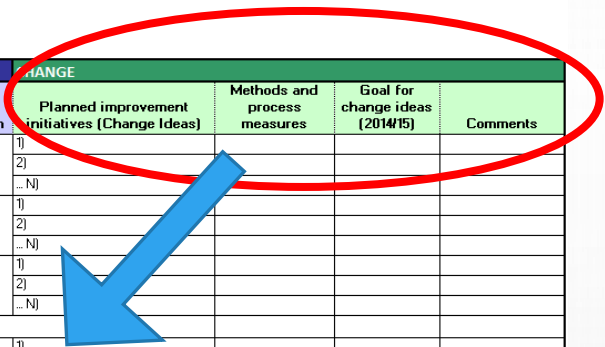 CHANGE
Methods and Goal for
Planned improvement process change ideas
n initiatives (Change Ideas) measures (2014/15) Comments
1)
2)
... N)
1)
2)
... N)
1)
2)
... N)
1)